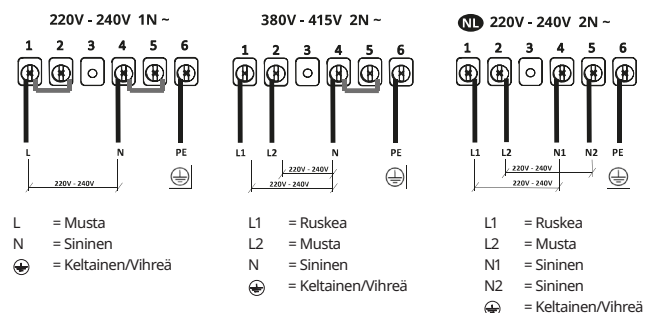 220V - 240V 1N ~
1 2 3 4 5 6
L N PE
220V - 240V
L = Musta
N = Sininen
= Keltainen/Vihreä
380V - 415V 2N ~
1 2 3 4 5 6
L1 L2 N PE
220V - 240V
220V - 240V
L1 = Ruskea
L2 = Musta
N = Sininen
= Keltainen/Vihreä
NL 220V - 240V 2N ~
1 2 3 4 5 6
L1 L2 N1 N2 PE
220V - 240V
220V - 240V
L1 = Ruskea
L2 = Musta
N1 = Sininen
N2 = Sininen
= Keltainen/Vihreä